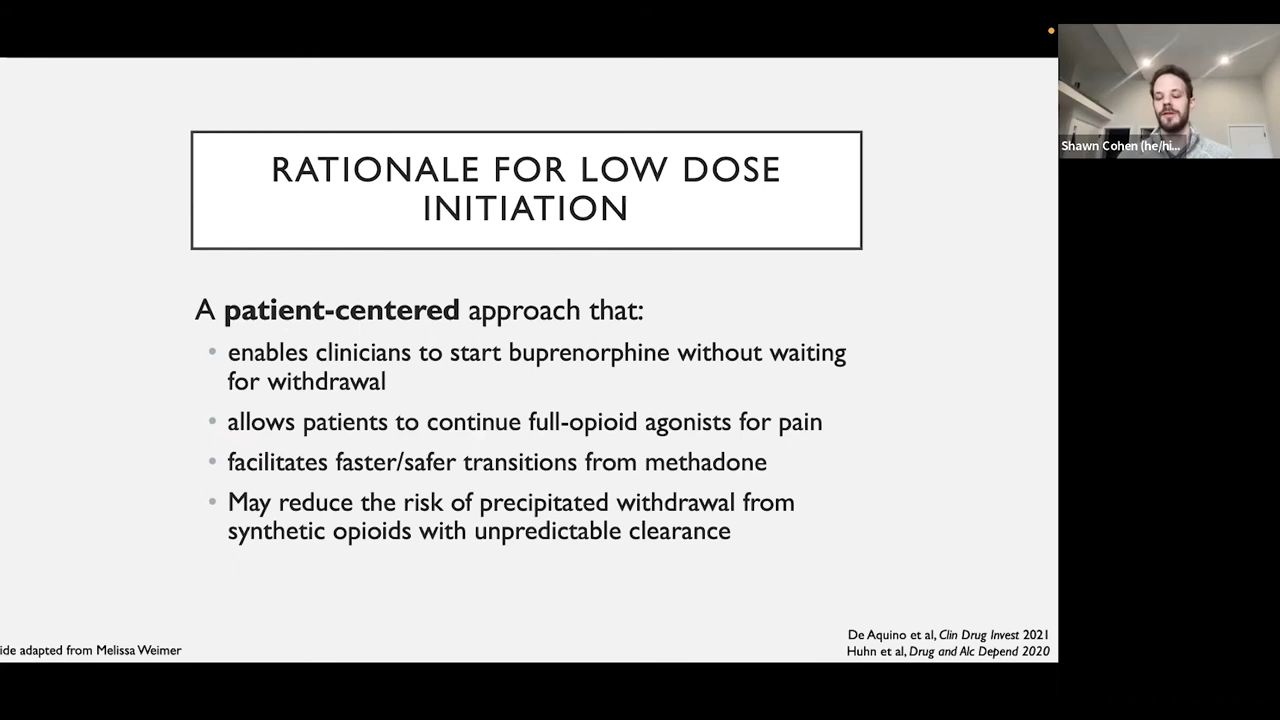 RATIONALE FOR LOW DOSE
INITIATION
A patient-centered approach that:
• enables clinicians to start buprenorphine without waiting
for withdrawal
• allows patients to continue full-opioid agonists for pain
• facilitates faster/safer transitions from methadone
• May reduce the risk of precipitated withdrawal from
synthetic opioids with unpredictable clearance
De Aquino et al, Clin Drug Invest 2021
Huhn et al, Drug and Alc Depend 2020
ide adapted from Melissa Weimer
Shawn Cohen (he/hi...